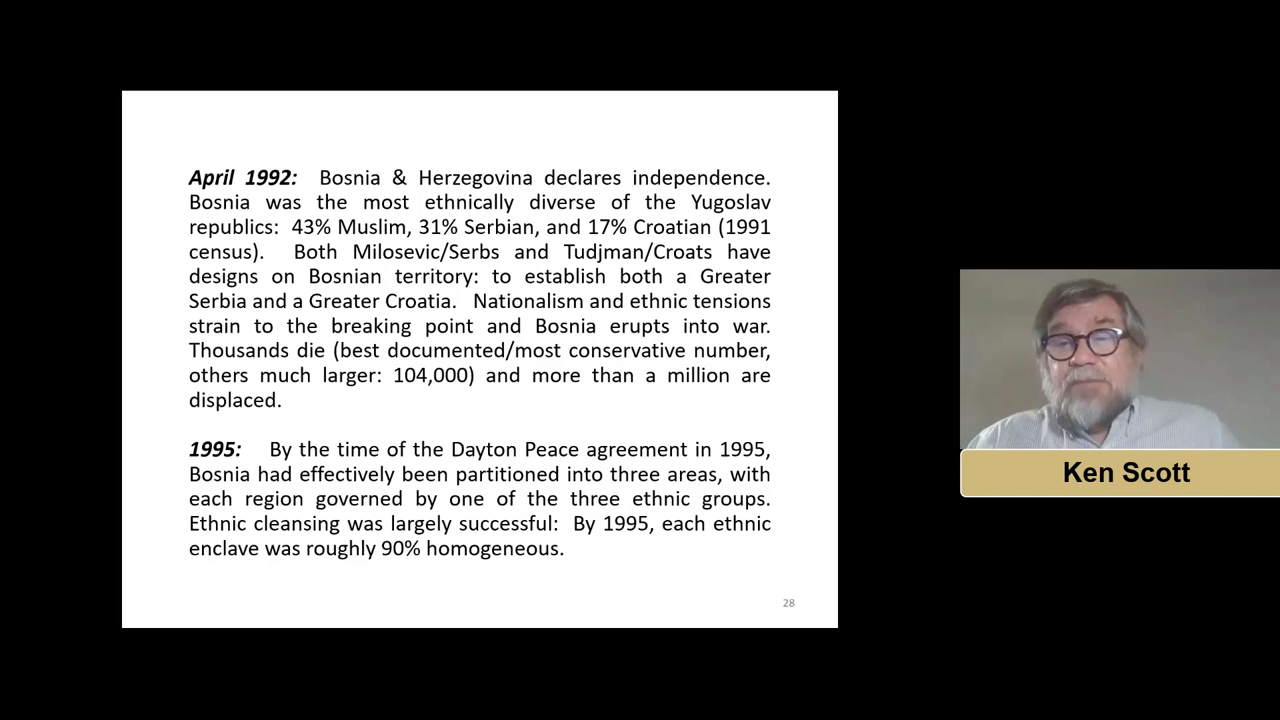 April 1992: Bosnia & Herzegovina declares independence.
Bosnia was the most ethnically diverse of the Yugoslav
republics: 43% Muslim, 31% Serbian, and 17% Croatian (1991
census). Both Milosevic/Serbs and Tudjman/Croats have
designs on Bosnian territory: to establish both a Greater
Serbia and a Greater Croatia. Nationalism and ethnic tensions
strain to the breaking point and Bosnia erupts into war.
Thousands die (best documented/most conservative number,
others much larger: 104,000) and more than a million are
displaced.
1995: By the time of the Dayton Peace agreement in 1995,
Bosnia had effectively been partitioned into three areas, with
each region governed by one of the three ethnic groups.
Ethnic cleansing was largely successful: By 1995, each ethnic
enclave was roughly 90% homogeneous.
28
Ken Scott